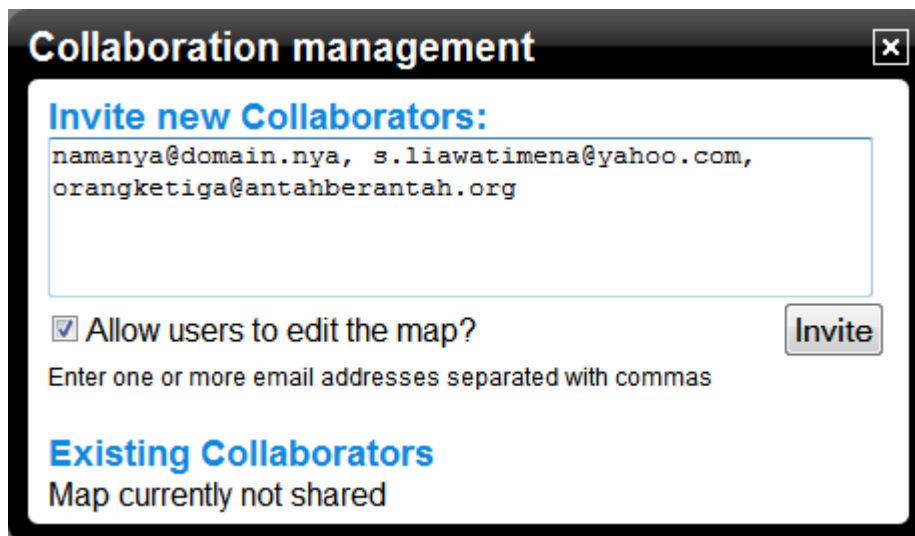 Collaboration management
Invite new Collaborators:
namanya@domain.nya, s.liawatimena@yahoo.com,
orangketiga@antahberantah.org
Allow users to edit the map?
Invite
Enter one or more email addresses separated with commas
Existing Collaborators
Map currently not shared